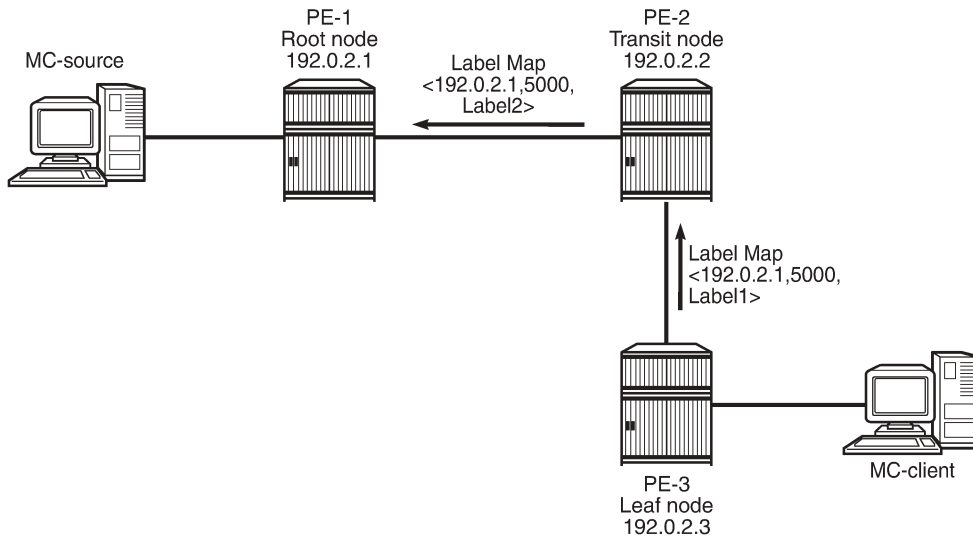 PE-1
Root node
192.0.2.1
PE-2
Transit node
192.0.2.2
MC-source
Label Map
<192.0.2.1,5000,
Label2>
Label Map
<192.0.2.1,5000,
Label1>
MC-client
PE-3
Leaf node
192.0.2.3